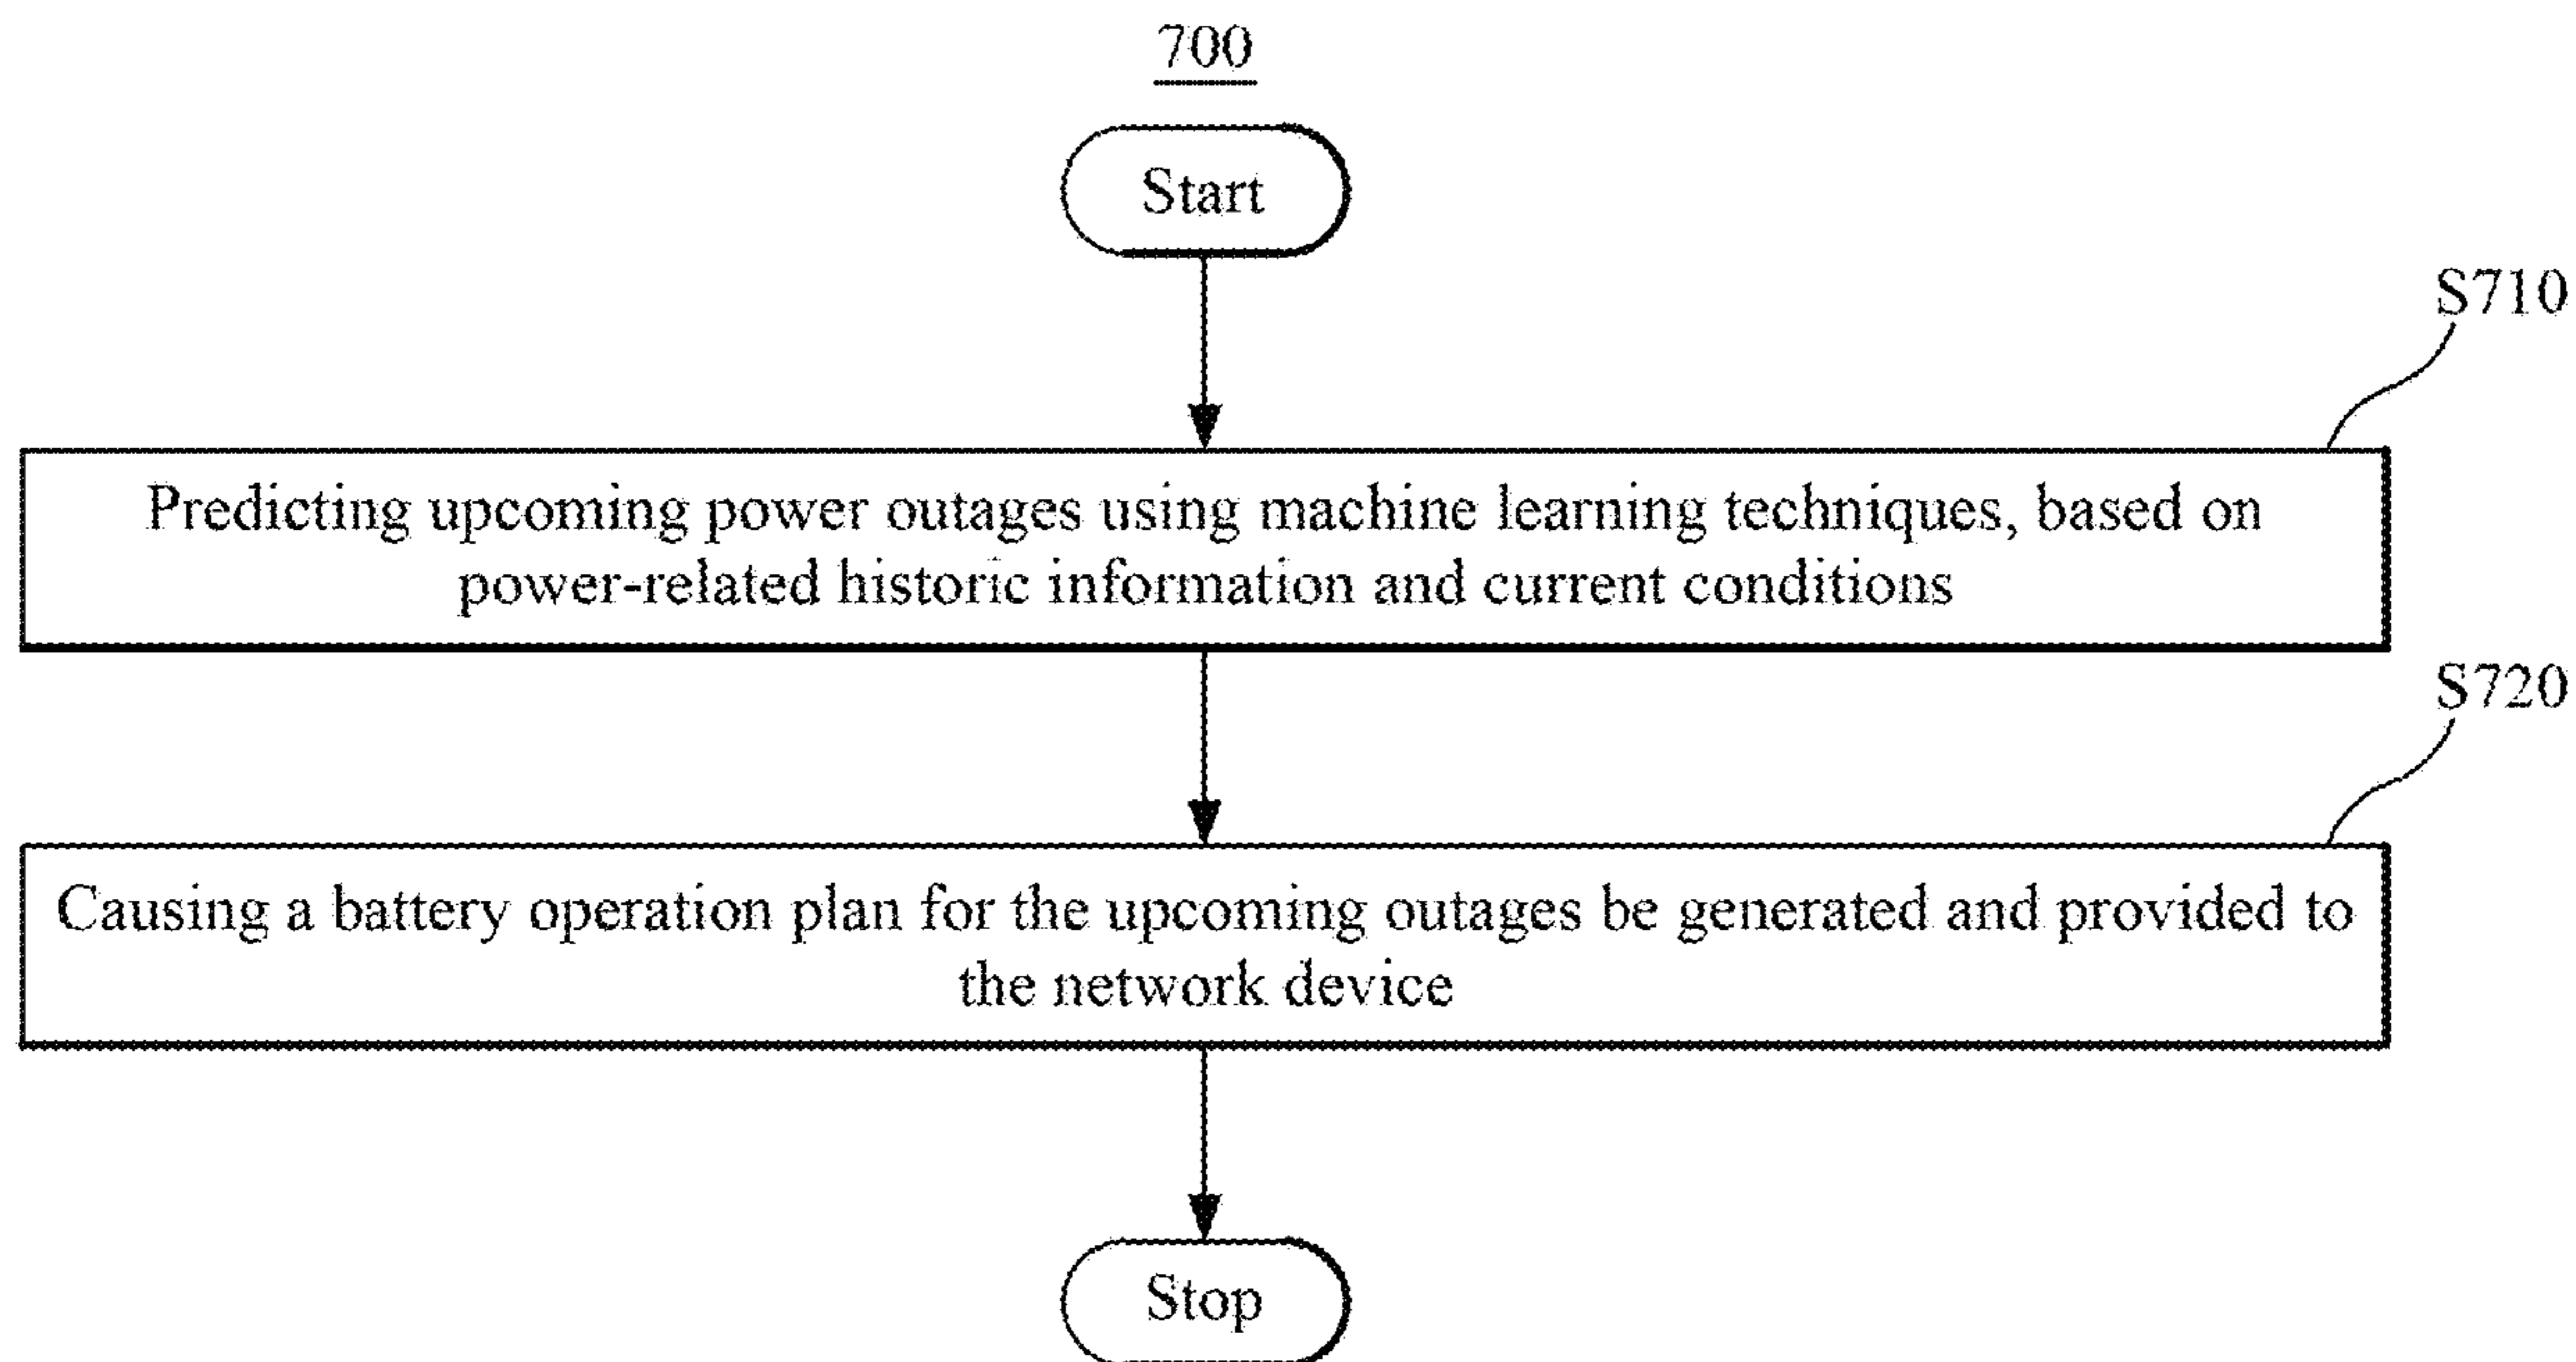 700
Start
S710
Predicting upcoming power outages using machine learning techniques, based on
power-related historic information and current conditions
S720
Causing a battery operation plan for the upcoming outages be generated and provided to
the network device
Stop